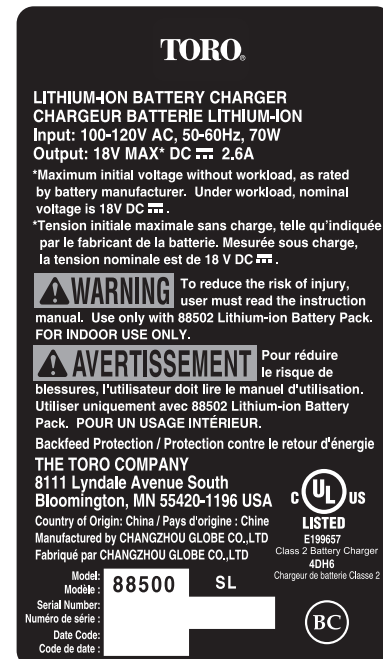 TORO®
LITHIUM-ION BATTERY CHARGER
CHARGEUR BATTERIE LITHIUM-ION
Input: 100-120V AC, 50-60Hz, 70W
Output: 18V MAX* DC ⎓ 2.6A
*Maximum initial voltage without workload, as rated
by battery manufacturer. Under workload, nominal
voltage is 18V DC ⎓ .
*Tension initiale maximale sans charge, telle qu'indiquée
par le fabricant de la batterie. Mesurée sous charge,
la tension nominale est de 18 V DC ⎓ .
WARNING To reduce the risk of injury,
user must read the instruction
manual. Use only with 88502 Lithium-ion Battery Pack.
FOR INDOOR USE ONLY.
AVERTISSEMENT Pour réduire
le risque de
blessures, l'utilisateur doit lire le manuel d'utilisation.
Utiliser uniquement avec 88502 Lithium-ion Battery
Pack. POUR UN USAGE INTÉRIEUR.
Backfeed Protection / Protection contre le retour d'énergie
THE TORO COMPANY
8111 Lyndale Avenue South
Bloomington, MN 55420-1196 USA
Country of Origin: China / Pays d'origine : Chine
Manufactured by CHANGZHOU GLOBE CO.,LTD
Fabriqué par CHANGZHOU GLOBE CO.,LTD
C UL US
LISTED
E199657
Class 2 Battery Charger
4DH6
Chargeur de batterie Classe 2
Model: 
Modèle : 88500 SL
Serial Number:
Numéro de série :
Date Code:
Code de date :
BC